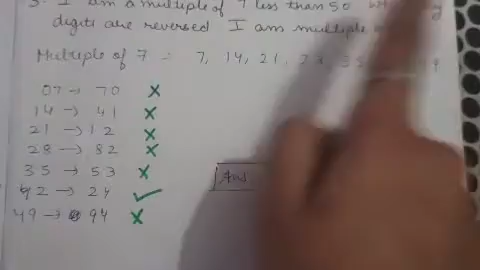 3. I am a multiple of 7 less than 50
digits are reversed I am multiple
Multiple of 7 = 7, 14, 21,
07 → 70 ×
14 → 41 ×
21 → 12 ×
28 → 82 ×
35 → 53 ×
42 → 24 ✓
49 → 94 ×
Ans